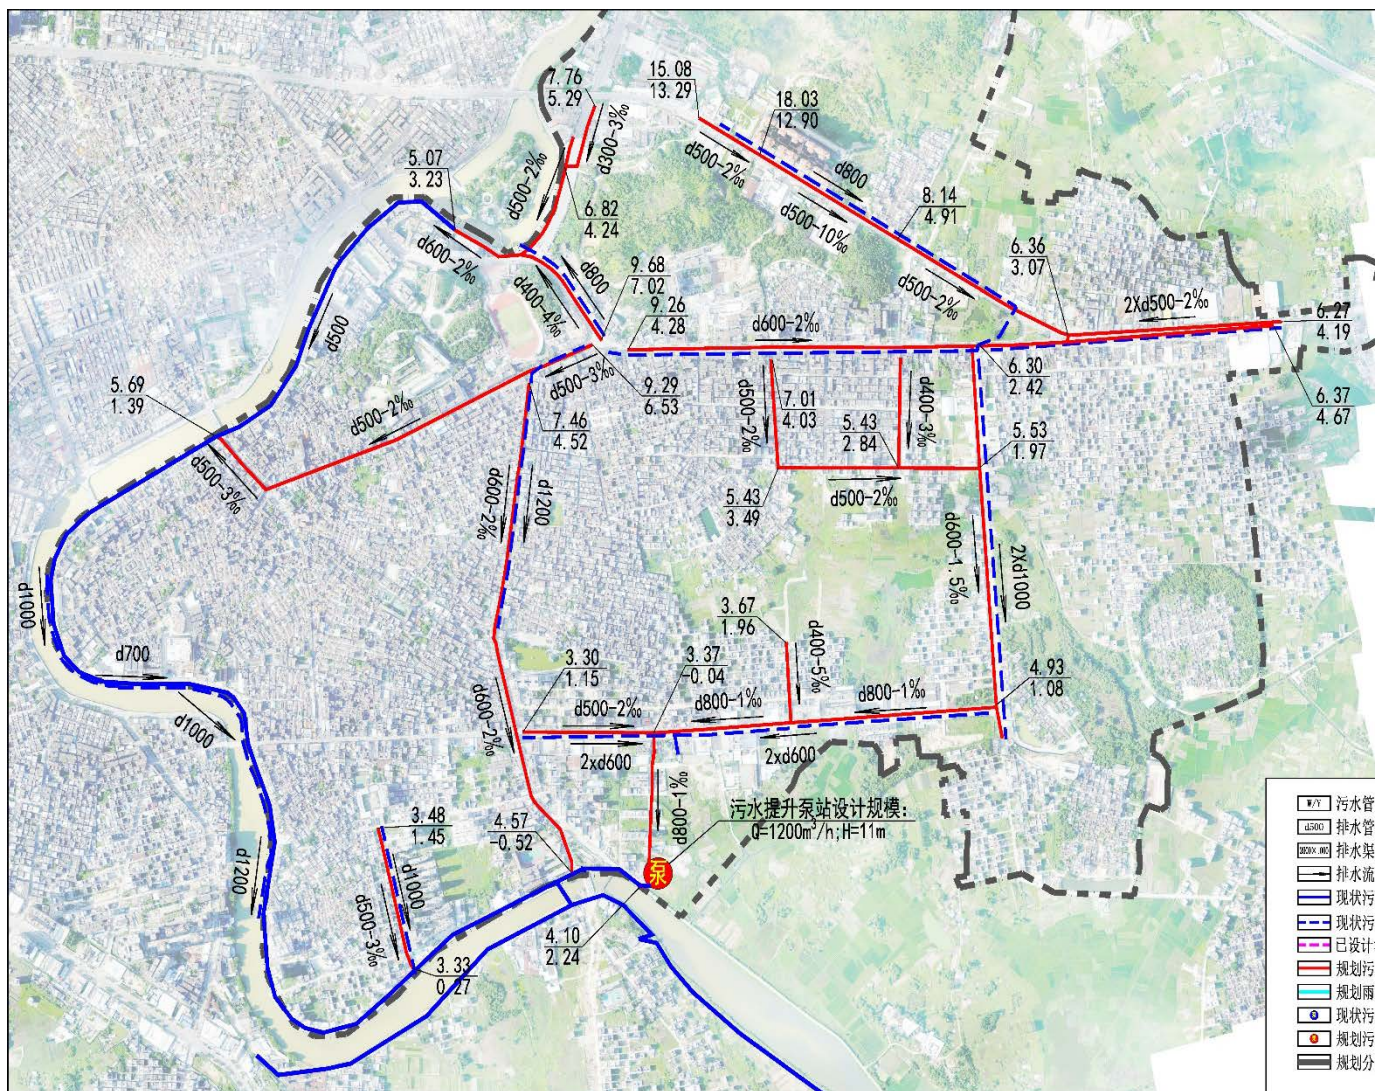 7.76
5.29
15.08
13.29
18.03
12.90
d300-3‰
d500-2‰
d500-2‰
d800
5.07
3.23
6.82
4.24
d500-10‰
8.14
4.91
d600-2‰
d800
d400-4‰
9.68
7.02
9.26
4.28
d500-2‰
6.36
3.07
2Xd500-2‰
6.27
4.19
d500
d600-2‰
5.69
1.39
d500-2‰
d500-3‰
9.29
6.53
7.46
4.52
d500-2‰
7.01
4.03
5.43
2.84
d400-3‰
6.30
2.42
6.37
4.67
5.53
1.97
d500-3‰
d600-2‰
d1200
5.43
3.49
d500-2‰
d600-1.5‰
2Xd1000
d1000
d700
d1000
3.67
1.96
d400-5‰
3.30
1.15
3.37
-0.04
4.93
1.08
d600-2‰
d500-2‰
d800-1‰
d800-1‰
2xd600
2xd600
d800-1‰
污水提升泵站设计规模:
Q=1200m³/h;H=11m
泵
3.48
1.45
4.57
-0.52
d1200
d1000
d500-3‰
4.10
2.24
3.33
0.27
W/Y 污水管
d500 排水管
排水渠
排水流
现状污
现状污
已设计
规划污
规划雨
现状污
规划污
规划分